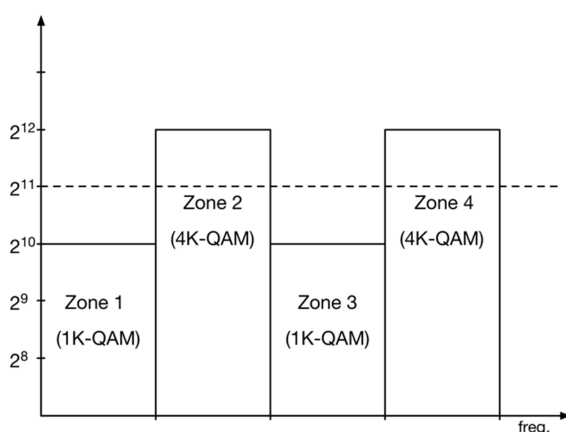 2^12
2^11
Zone 2
Zone 4
(4K-QAM)
(4K-QAM)
2^10
2^9
Zone 1
Zone 3
(1K-QAM)
(1K-QAM)
2^8
freq.